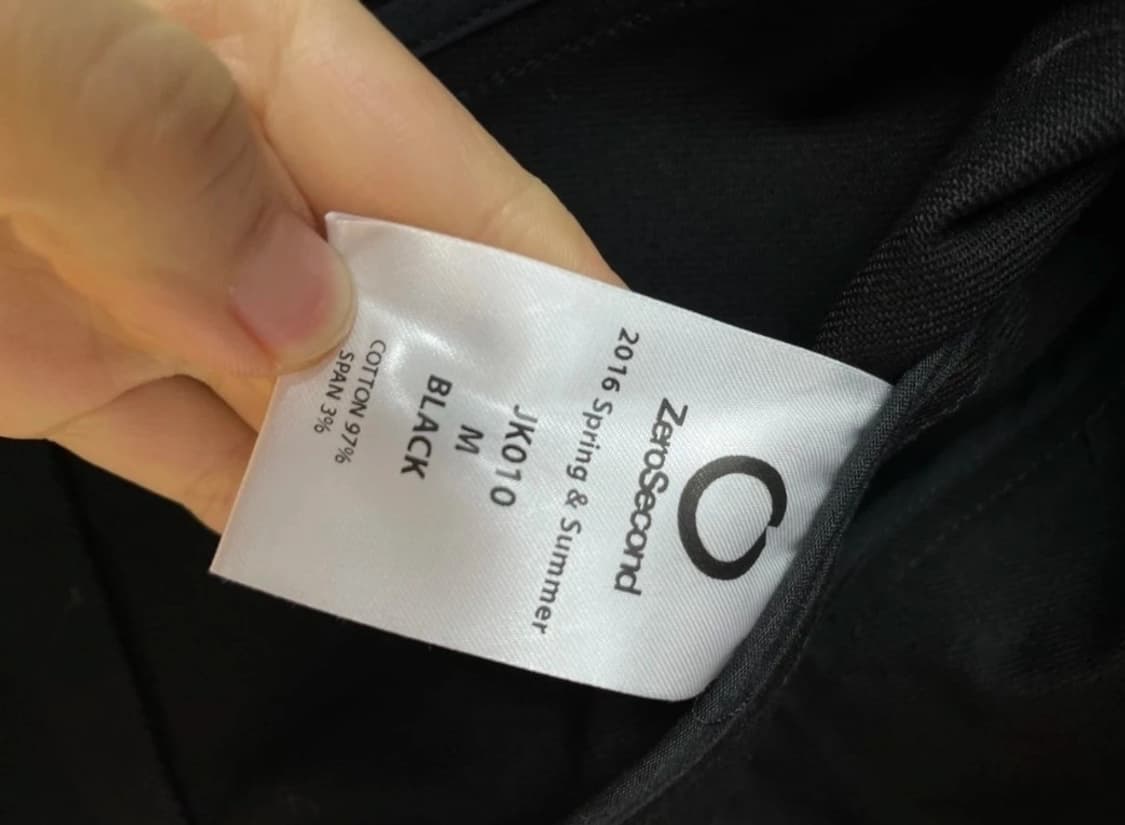 ZeroSecond
2016 Spring & Summer
JK010
M
BLACK
COTTON 97%
SPAN 3%